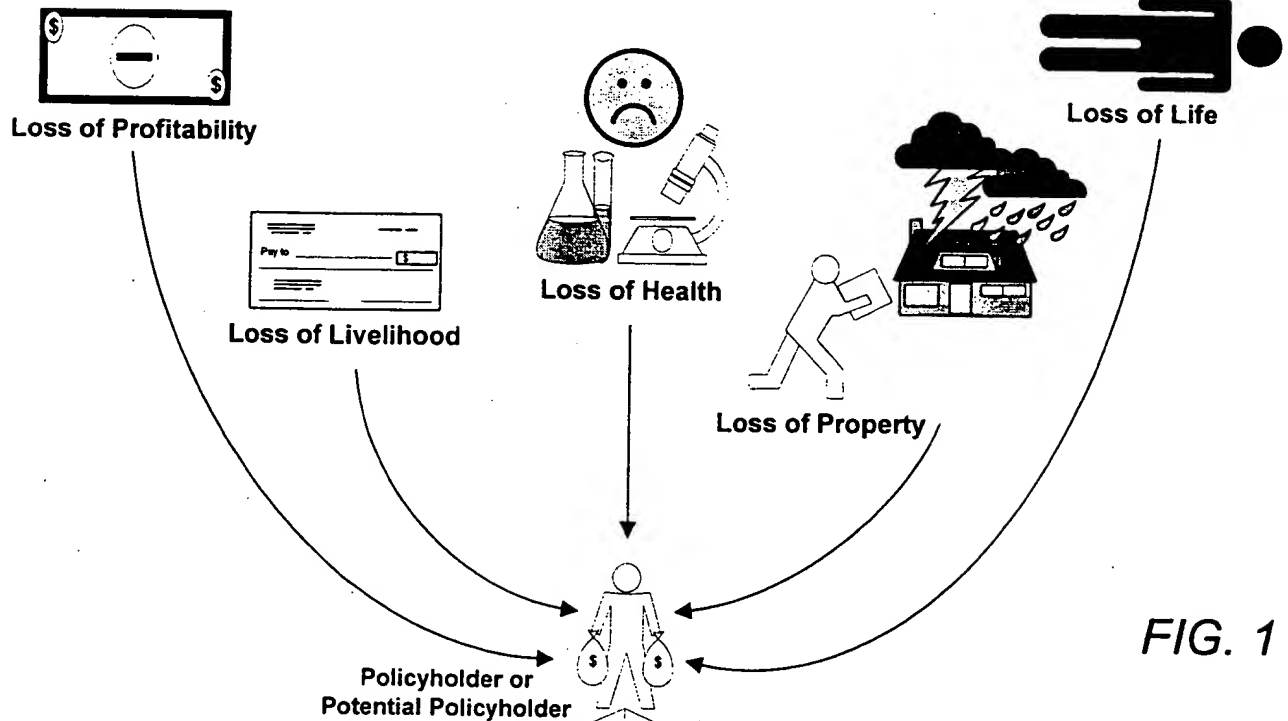 $
$
Loss of Profitability
Pay to
$
Loss of Livelihood
Loss of Health
Loss of Life
Loss of Property
$ $
Policyholder or
Potential Policyholder
FIG. 1